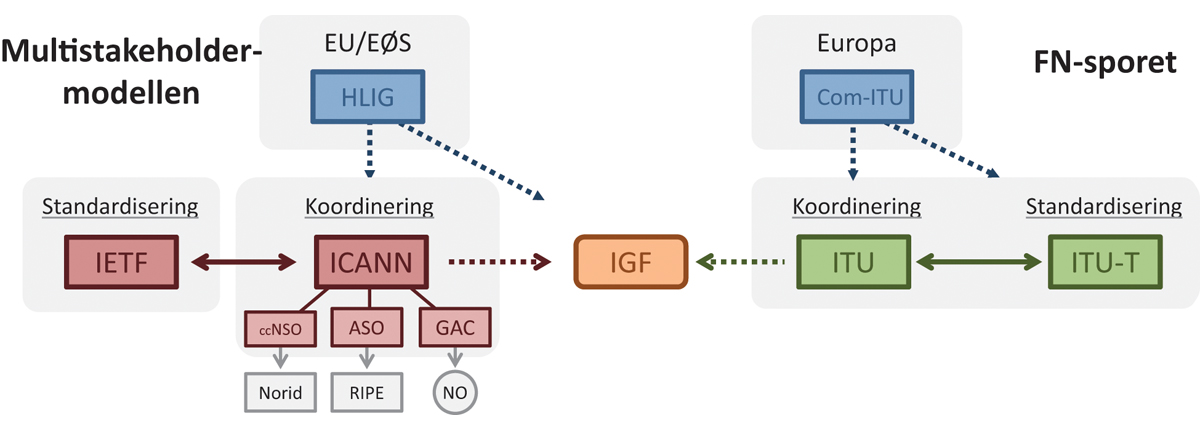 Multistakeholder-
modellen
EU/EØS
HLIG
Europa
Com-ITU
FN-sporet
Standardisering
IETF
Koordinering
ICANN
ccNSO
ASO
GAC
Norid
RIPE
NO
IGF
Koordinering
ITU
Standardisering
ITU-T